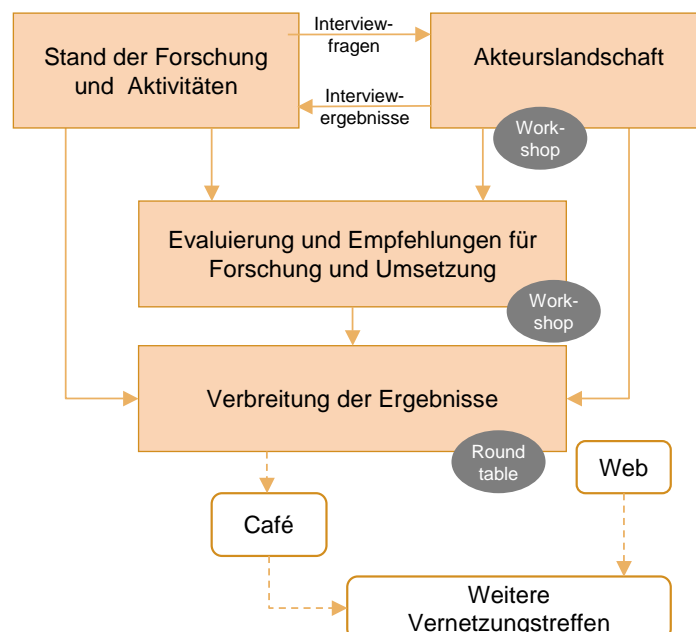 Stand der Forschung
und Aktivitäten
Interview-
fragen
Akteurslandschaft
Interview-
ergebnisse
Work-
shop
Evaluierung und Empfehlungen für
Forschung und Umsetzung
Work-
shop
Verbreitung der Ergebnisse
Round
table
Web
Café
Weitere
Vernetzungstreffen